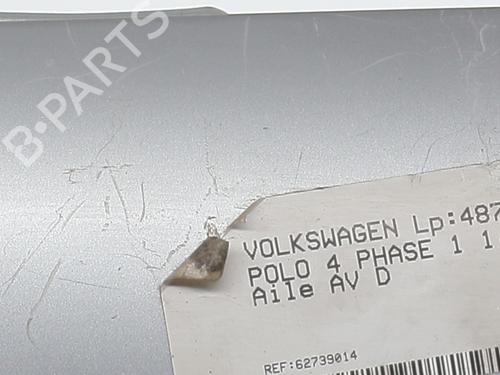 B-PARTS
VOLKSWAGEN Lp:487
POLO 4 PHASE 1 1
Aile AV D
REF:62739014